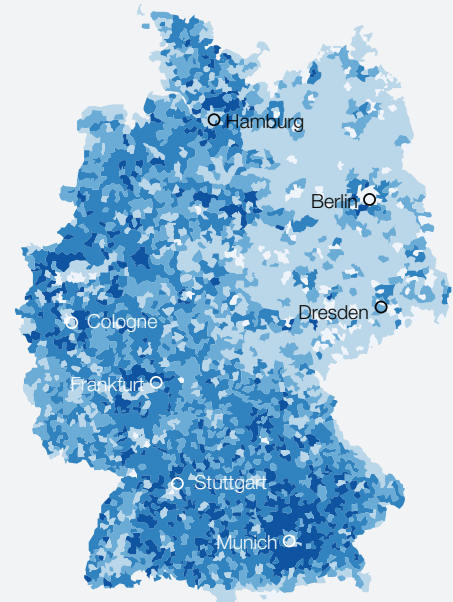 Hamburg
Berlin
Dresden
Cologne
Frankfurt
Stuttgart
Munich